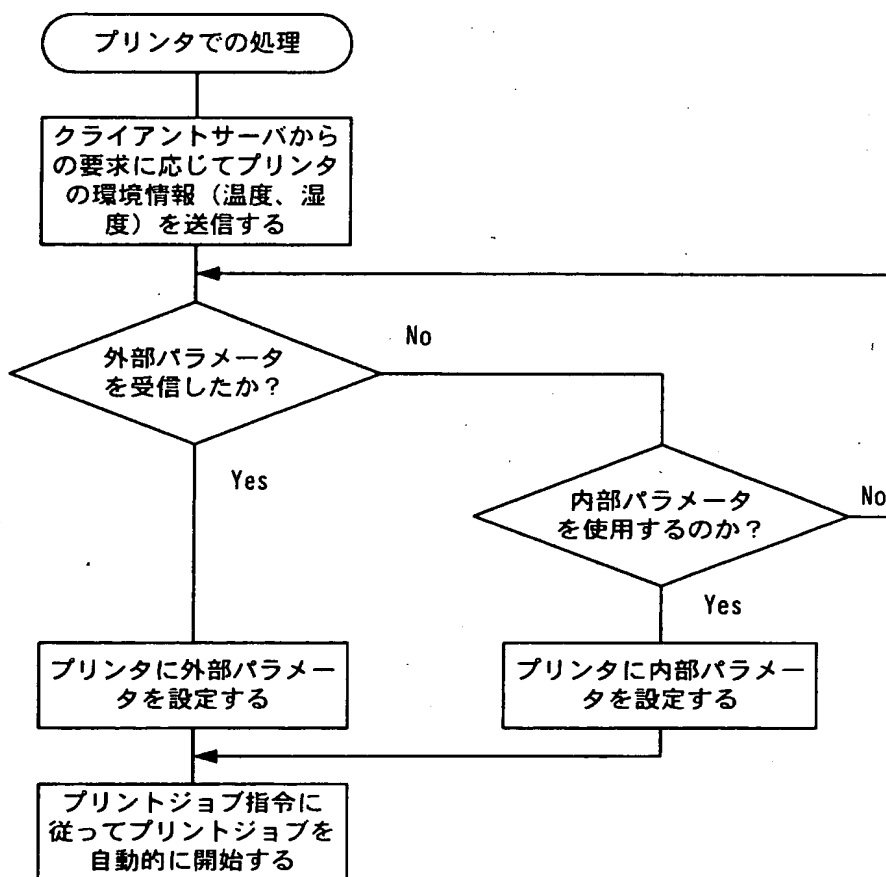 プリンタでの処理
クライアントサーバから
の要求に応じてプリンタ
の環境情報（温度、湿
度）を送信する
No
外部パラメータ
を受信したか？
Yes
内部パラメータ
を使用するのか？
No
Yes
プリンタに外部パラメー
タを設定する
プリンタに内部パラメー
タを設定する
プリントジョブ指令に
従ってプリントジョブを
自動的に開始する